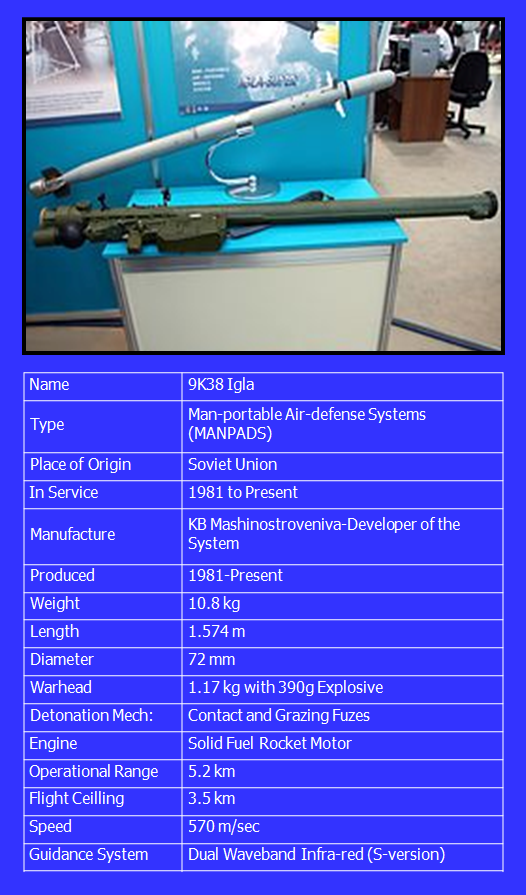 IGLA-SUPER
Name 9K38 Igla
Type Man-portable Air-defense Systems
(MANPADS)
Place of Origin Soviet Union
In Service 1981 to Present
Manufacture KB Mashinostroveniva-Developer of the
System
Produced 1981-Present
Weight 10.8 kg
Length 1.574 m
Diameter 72 mm
Warhead 1.17 kg with 390g Explosive
Detonation Mech: Contact and Grazing Fuzes
Engine Solid Fuel Rocket Motor
Operational Range 5.2 km
Flight Ceilling 3.5 km
Speed 570 m/sec
Guidance System Dual Waveband Infra-red (S-version)